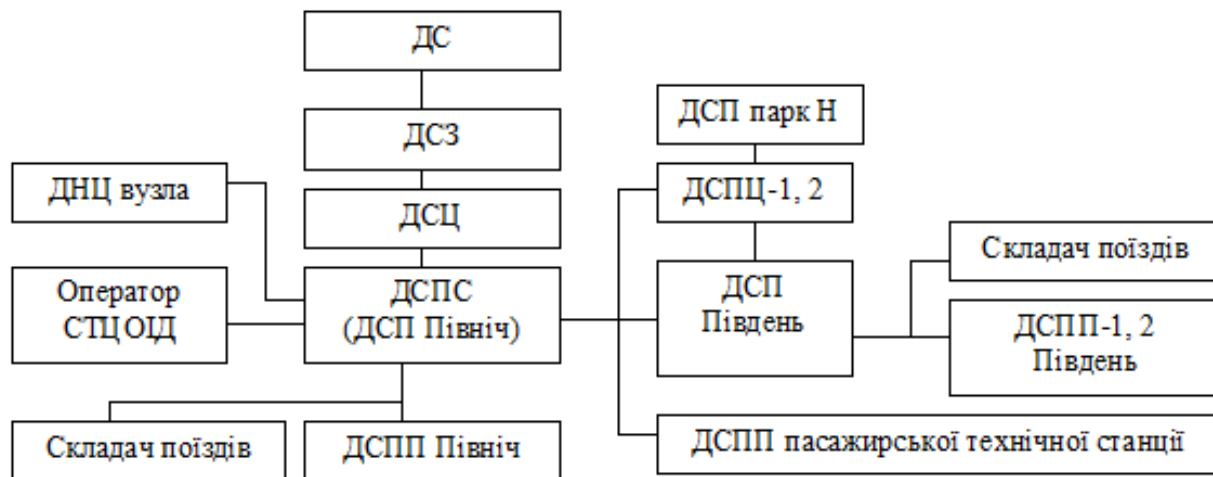 ДС
ДСП парк Н
ДСЗ
ДНЦ вузла
ДСПЦ-1, 2
ДСЦ
Складач поїздів
Оператор
СТЦ ОІД
ДСПС
(ДСП Північ)
ДСП
Південь
ДСПП-1, 2
Південь
Складач поїздів
ДСПП Північ
ДСПП пасажирської технічної станції